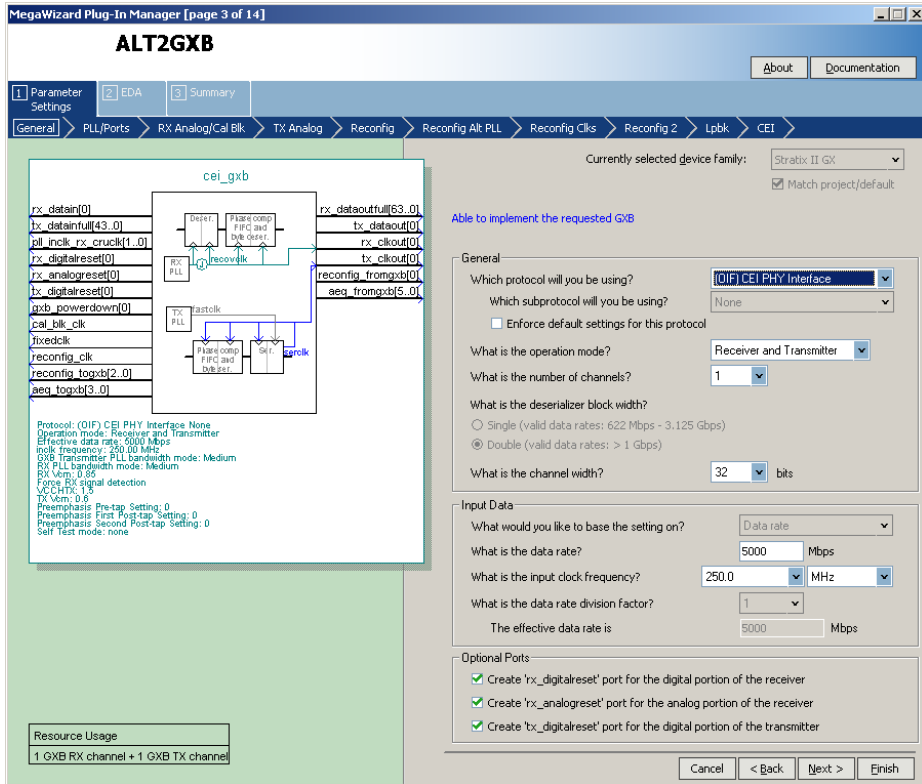 MegaWizard Plug-In Manager [page 3 of 14]
ALT2GXB
About
Documentation
1 Parameter Settings
2 EDA
3 Summary
General
PLL/Ports
RX Analog/Cal Blk
TX Analog
Reconfig
Reconfig Alt PLL
Reconfig Clks
Reconfig 2
Lpbk
CEI
cei_gxb
rx_datain[0]
tx_datainfull[43..0]
pll_inclk_rx_cruclk[1..0]
rx_digitalreset[0]
rx_analogreset[0]
tx_digitalreset[0]
gxb_powerdown[0]
cal_blk_clk
fixedclk
reconfig_clk
reconfig_togxb[2..0]
aeq_togxb[3..0]
rx_dataoutfull[63..0]
tx_dataout[0]
rx_clkout[0]
tx_clkout[0]
reconfig_fromgxb[0]
aeq_fromgxb[5..0]
Deser.
Phase comp
FIFO and
byte deser.
RX
PLL
recovclk
TX
PLL
fastclk
Phase comp
FIFO and
byte ser.
Ser.
serclk
Protocol: (OIF) CEI PHY Interface None
Operation mode: Receiver and Transmitter
Effective data rate: 5000 Mbps
inclk frequency: 250.00 MHz
GXB Transmitter PLL bandwidth mode: Medium
RX PLL bandwidth mode: Medium
RX Vcm: 0.85
Force RX signal detection
VCCHTX: 1.5
TX Vcm: 0.6
Preemphasis Pre-tap Setting: 0
Preemphasis First Post-tap Setting: 0
Preemphasis Second Post-tap Setting: 0
Self Test mode: none
Resource Usage
1 GXB RX channel + 1 GXB TX channel
Currently selected device family:
Stratix II GX
Match project/default
Able to implement the requested GXB
General
Which protocol will you be using?
(OIF) CEI PHY Interface
Which subprotocol will you be using?
None
Enforce default settings for this protocol
What is the operation mode?
Receiver and Transmitter
What is the number of channels?
1
What is the deserializer block width?
Single (valid data rates: 622 Mbps - 3.125 Gbps)
Double (valid data rates: > 1 Gbps)
What is the channel width?
32
bits
Input Data
What would you like to base the setting on?
Data rate
What is the data rate?
5000
Mbps
What is the input clock frequency?
250.0
MHz
What is the data rate division factor?
1
The effective data rate is
5000
Mbps
Optional Ports
Create 'rx_digitalreset' port for the digital portion of the receiver
Create 'rx_analogreset' port for the analog portion of the receiver
Create 'tx_digitalreset' port for the digital portion of the transmitter
Cancel
< Back
Next >
Finish